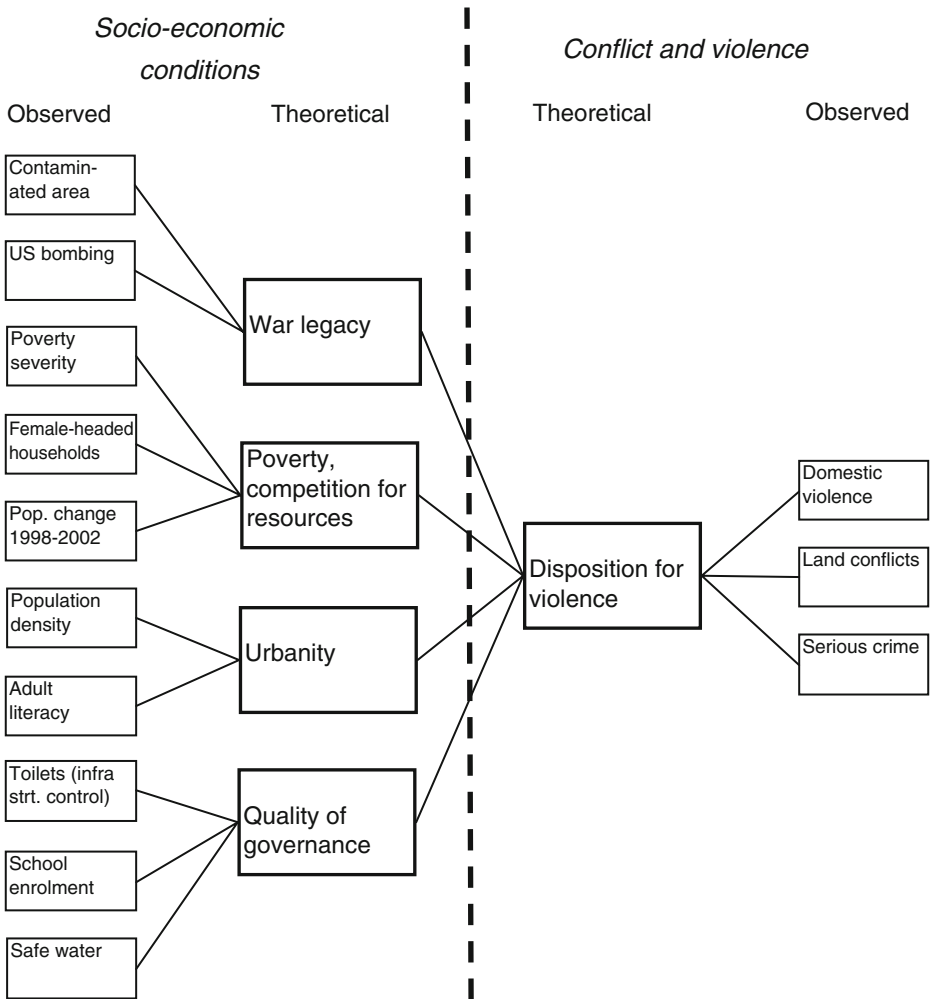 Socio-economic
conditions
Conflict and violence
Observed
Theoretical
Theoretical
Observed
Contamin-
ated area
US bombing
Poverty
severity
Female-headed
households
Pop. change
1998-2002
Population
density
Adult
literacy
Toilets (infra
strt. control)
School
enrolment
Safe water
War legacy
Poverty,
competition for
resources
Urbanity
Quality of
governance
Disposition for
violence
Domestic
violence
Land conflicts
Serious crime